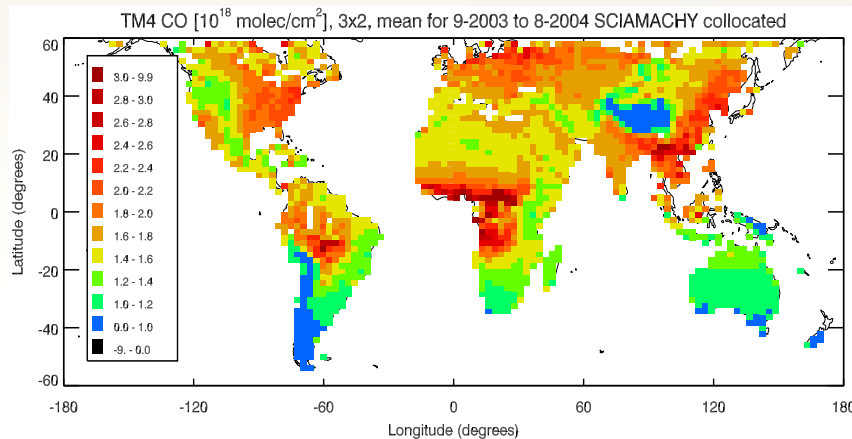 TM4 CO [10^18 molec/cm^2], 3x2, mean for 9-2003 to 8-2004 SCIAMACHY collocated
60
40
20
0
-20
-40
-60
Latitude (degrees)
3.0 - 9.9
2.8 - 3.0
2.6 - 2.8
2.4 - 2.6
2.2 - 2.4
2.0 - 2.2
1.8 - 2.0
1.6 - 1.8
1.4 - 1.6
1.2 - 1.4
1.0 - 1.2
0.0 - 1.0
-9. - 0.0
-180 -120 -60 0 60 120 180
Longitude (degrees)